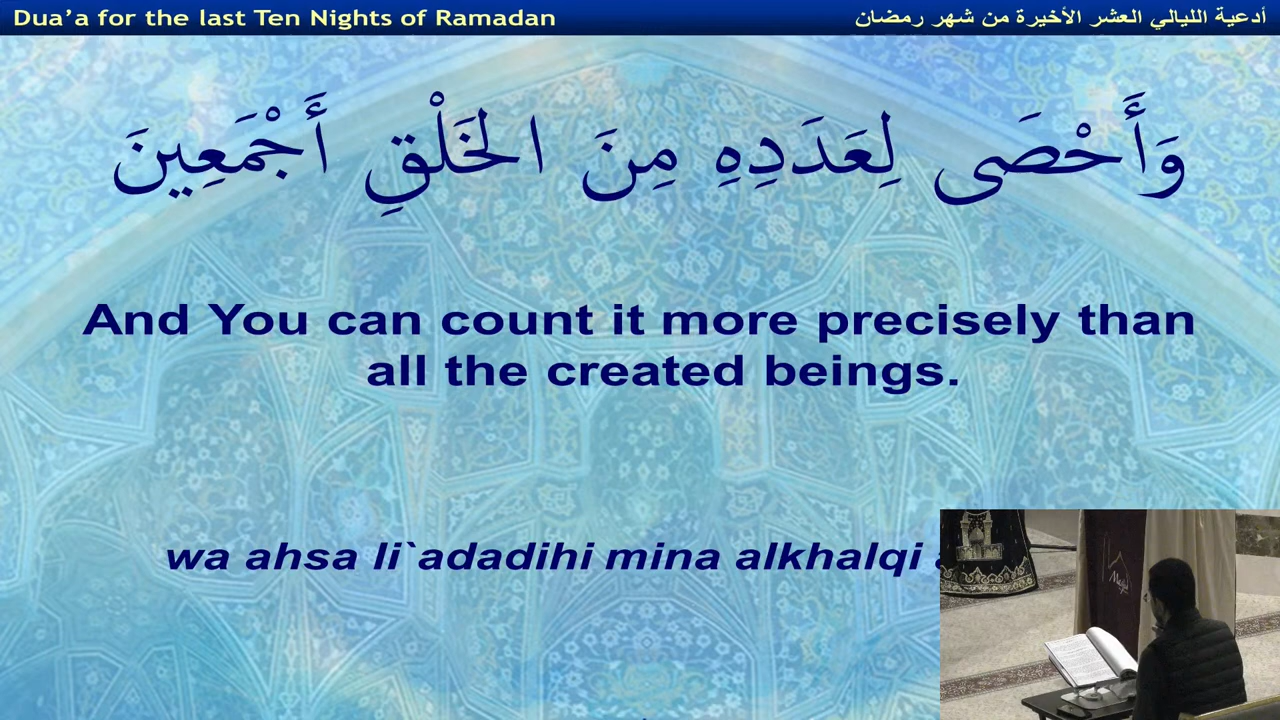 Dua'a for the last Ten Nights of Ramadan
أدعية الليالي العشر الأخيرة من شهر رمضان
وَأَحْصَى لِعَدَدِهِ مِنَ الخَلْقِ أَجْمَعِينَ
And You can count it more precisely than
all the created beings.
wa ahsa li`adadihi mina alkhalqi